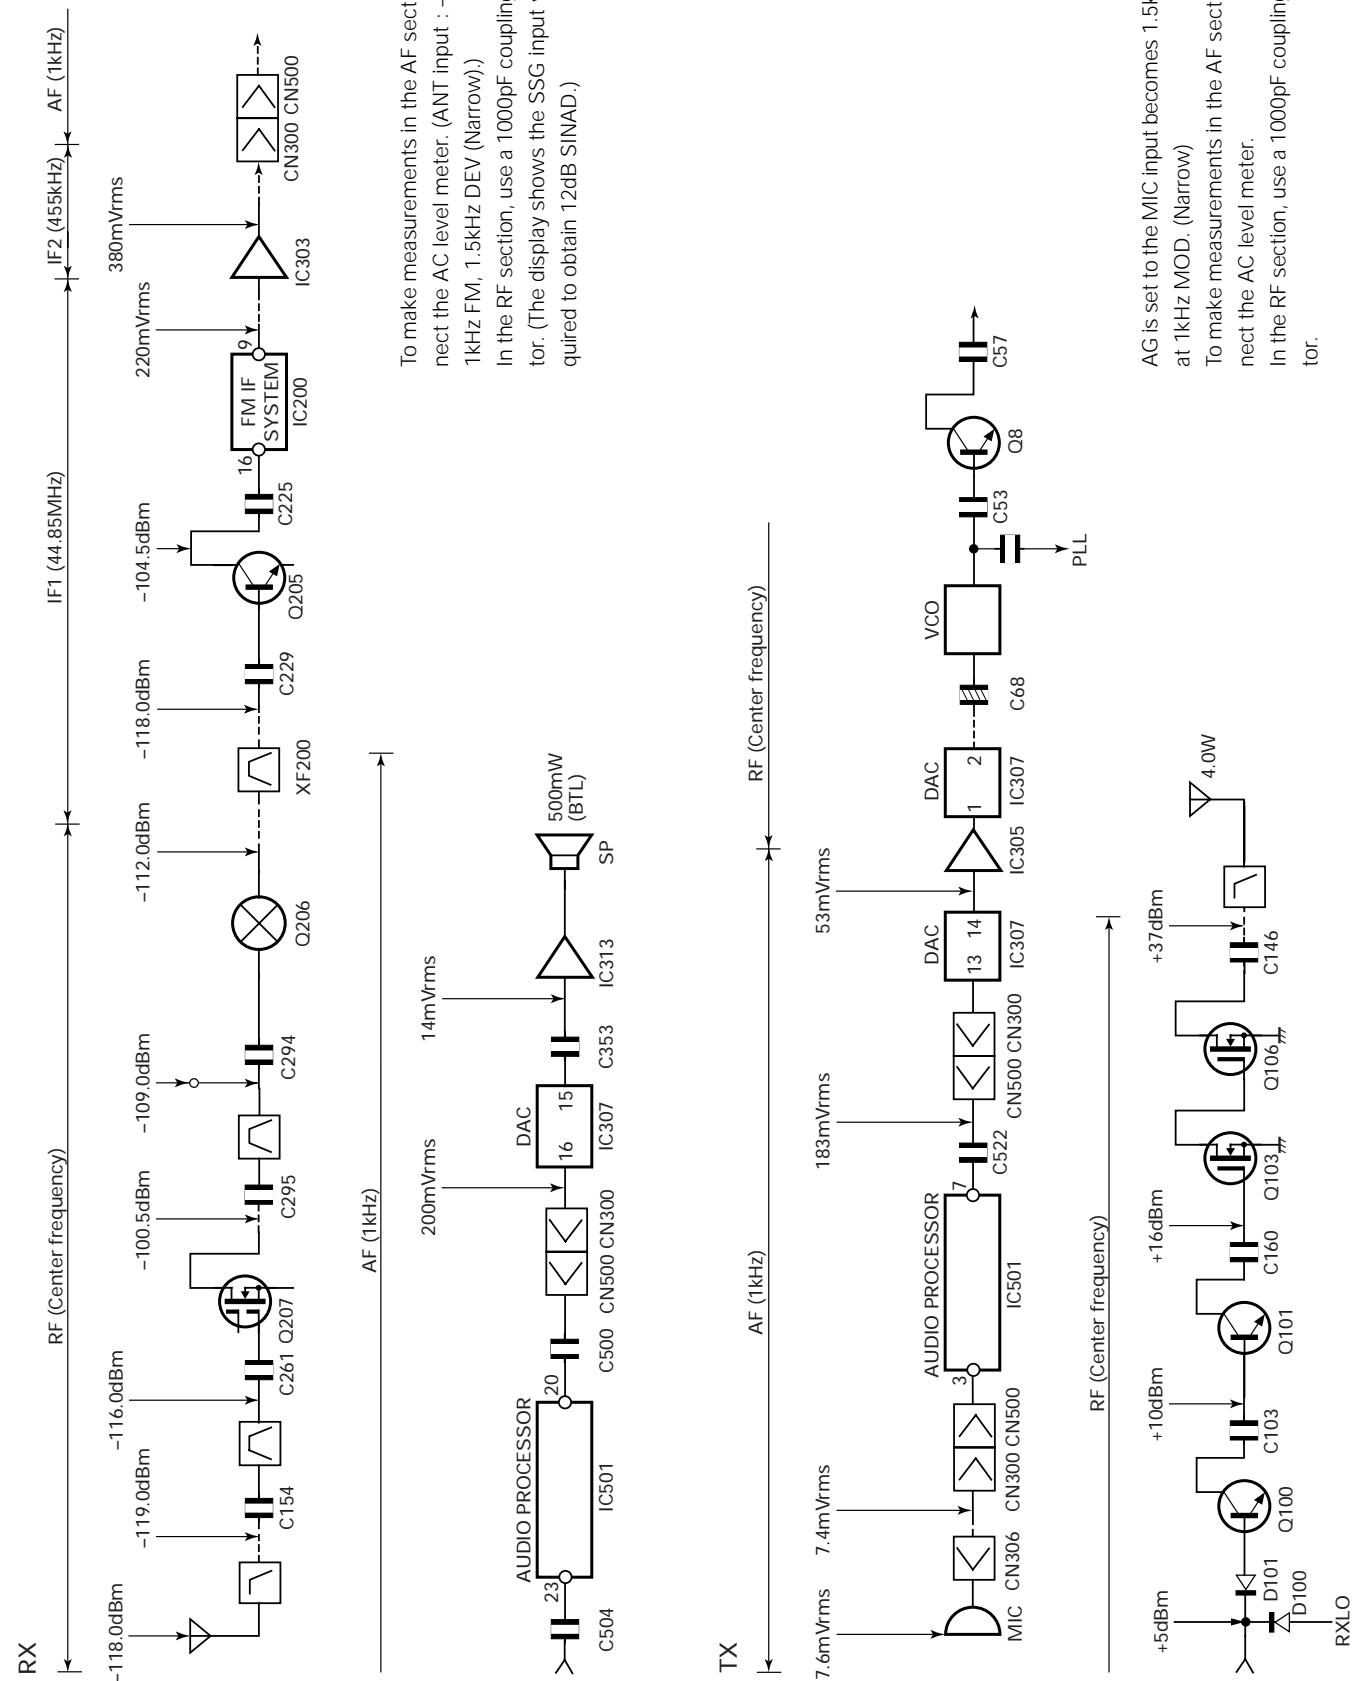 RX
RF (Center frequency)
IF1 (44.85MHz)
IF2 (455kHz)
AF (1kHz)
–118.0dBm
–119.0dBm
–116.0dBm
–100.5dBm
–109.0dBm
–112.0dBm
–118.0dBm
–104.5dBm
220mVrms
380mVrms
C154
C261
Q207
C295
C294
Q206
XF200
C229
Q205
C225
16
FM IF
SYSTEM
9
IC200
IC303
CN300 CN500
AF (1kHz)
200mVrms
14mVrms
C504
23
AUDIO PROCESSOR
20
IC501
C500
CN500 CN300
DAC
16
15
IC307
C353
IC313
SP
500mW
(BTL)
To make measurements in the AF sect
nect the AC level meter. (ANT input : –
1kHz FM, 1.5kHz DEV (Narrow).)
In the RF section, use a 1000pF coupling
tor. (The display shows the SSG input
quired to obtain 12dB SINAD.)
TX
AF (1kHz)
RF (Center frequency)
7.6mVrms
7.4mVrms
183mVrms
53mVrms
MIC
CN306
CN300 CN500
3
AUDIO PROCESSOR
7
IC501
C522
CN500 CN300
DAC
13
14
IC307
IC305
DAC
1
2
IC307
C68
VCO
PLL
C53
Q8
C57
RF (Center frequency)
+5dBm
+10dBm
+16dBm
+37dBm
4.0W
RXLO
D100
D101
Q100
C103
Q101
C160
Q103
Q106
C146
AG is set to the MIC input becomes 1.5k
at 1kHz MOD. (Narrow)
To make measurements in the AF sect
nect the AC level meter.
In the RF section, use a 1000pF coupling
tor.